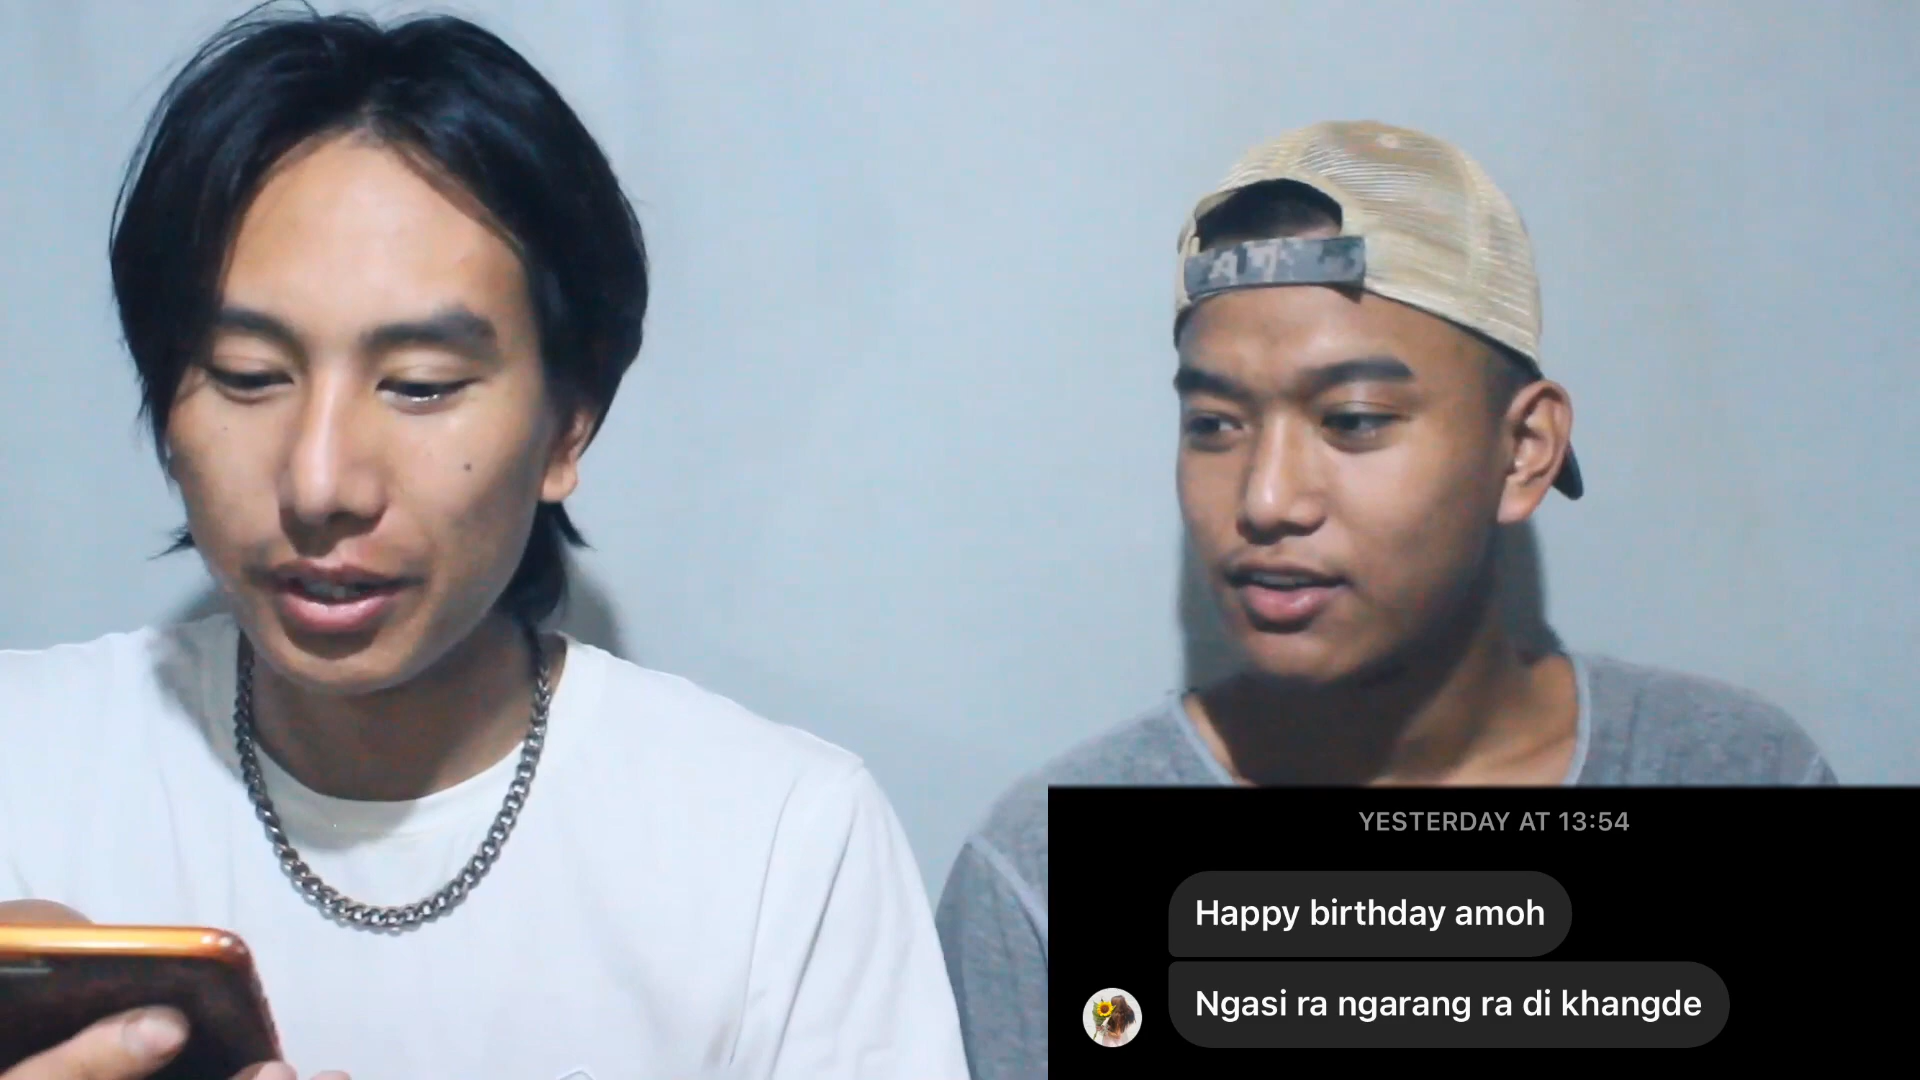 YESTERDAY AT 13:54
Happy birthday amoh
Ngasi ra ngarang ra di khangde